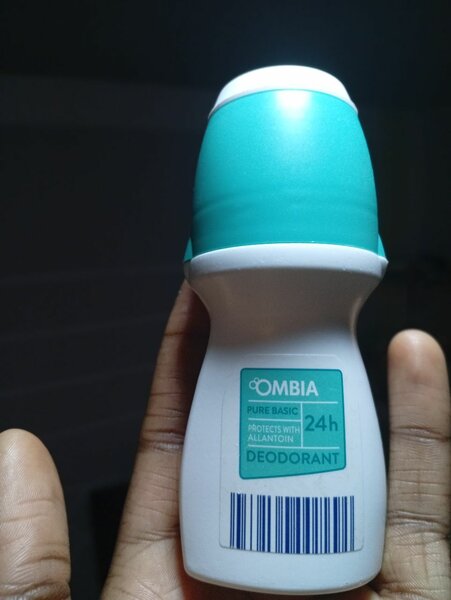 OMBIA
PURE BASIC
PROTECTS WITH
ALLANTOIN
24h
DEODORANT